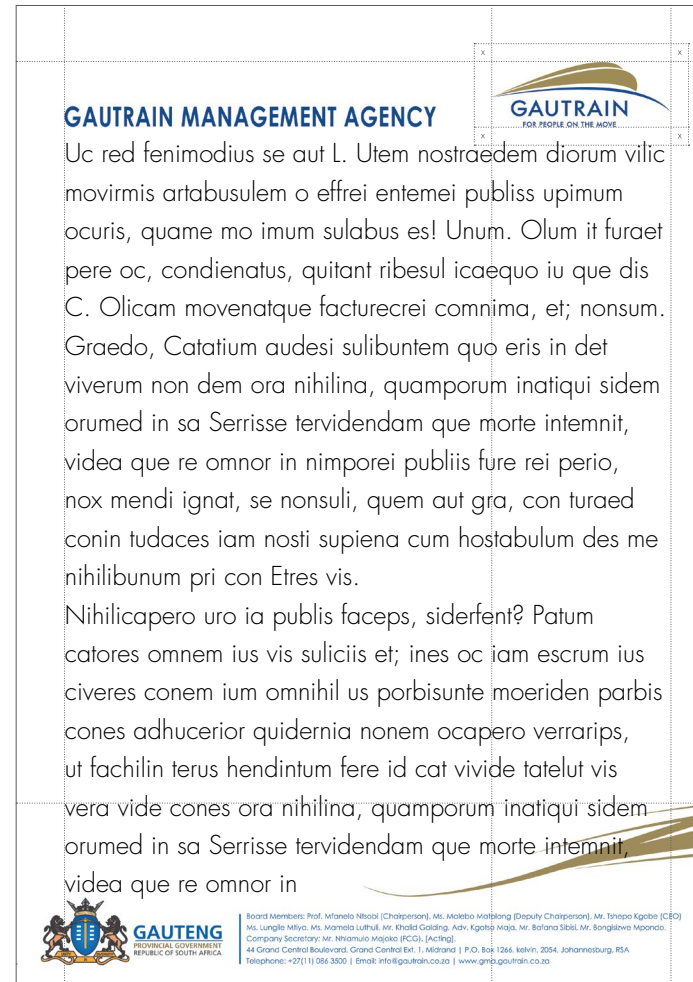 x x
GAUTRAIN
FOR PEOPLE ON THE MOVE
x x
GAUTRAIN MANAGEMENT AGENCY
Uc red fenimodius se aut L. Utem nostraedem diorum vilic
movirmis artabusulem o effrei entemei publiss upimum
ocuris, quame mo imum sulabus es! Unum. Olum it furaet
pere oc, condienatus, quitant ribesul icaequo iu que dis
C. Olicam movenatque facturecrei comnima, et; nonsum.
Graedo, Catatium audesi sulibuntem quo eris in det
viverum non dem ora nihilina, quamporum inatiqui sidem
orumed in sa Serrisse tervidendam que morte intemnit,
videa que re omnor in nimporei publiis fure rei perio,
nox mendi ignat, se nonsuli, quem aut gra, con turaed
conin tudaces iam nosti supiena cum hostabulum des me
nihilibunum pri con Etres vis.
Nihilicapero uro ia publis faceps, siderfent? Patum
catores omnem ius vis suliciis et; ines oc iam escrum ius
civeres conem ium omnihil us porbisunte moeriden parbis
cones adhucerior quidernia nonem ocapero verrarips,
ut fachilin terus hendintum fere id cat vivide tatelut vis
vera vide cones ora nihilina, quamporum inatiqui sidem
orumed in sa Serrisse tervidendam que morte intemnit,
videa que re omnor in
GAUTENG
PROVINCIAL GOVERNMENT
REPUBLIC OF SOUTH AFRICA
Board Members: Prof. Mfanelo Ntsobi (Chairperson), Ms. Malebo Matolong (Deputy Chairperson), Mr. Tshepo Kgobe (CEO)
Ms. Lungile Mtiya, Ms. Mamela Luthuli, Mr. Khalid Golding, Adv. Kgotso Maja, Mr. Bafana Sibisi, Mr. Bongisizwe Mpondo.
Company Secretary: Mr. Nhlamulo Majoko (FCG), [Acting].
44 Grand Central Boulevard, Grand Central Ext. 1, Midrand | P.O. Box 1266, kelvin, 2054, Johannesburg, RSA
Telephone: +27(11) 086 3500 | Email: info@gautrain.co.za | www.gma.gautrain.co.za